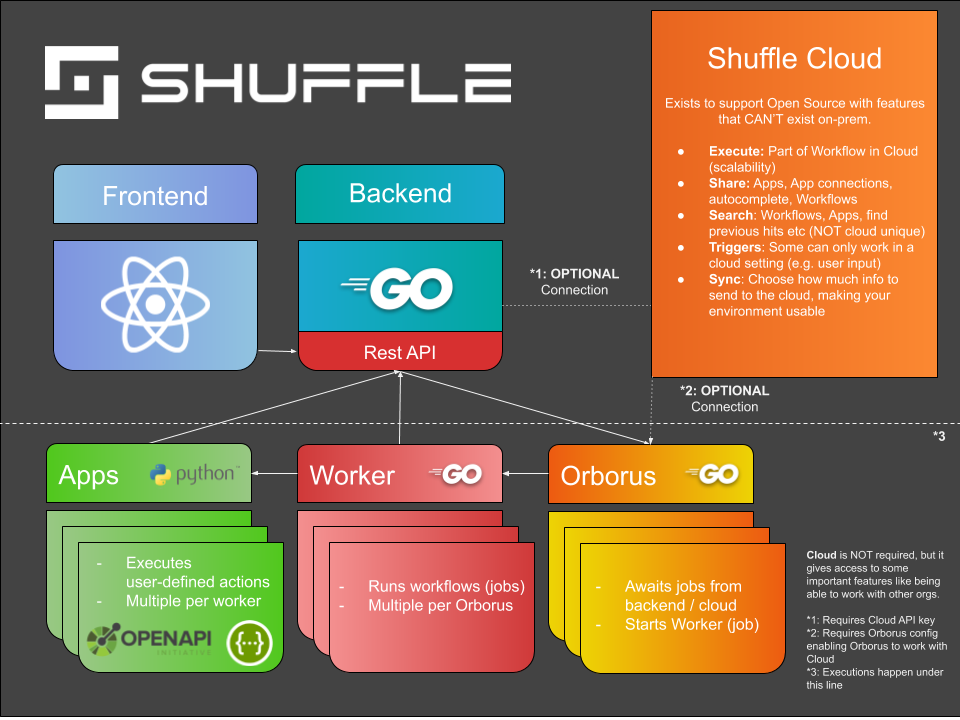 SHUFFLE
Shuffle Cloud
Exists to support Open Source with features
that CAN'T exist on-prem.
● Execute: Part of Workflow in Cloud
(scalability)
● Share: Apps, App connections,
autocomplete, Workflows
● Search: Workflows, Apps, find
previous hits etc (NOT cloud unique)
● Triggers: Some can only work in a
cloud setting (e.g. user input)
● Sync: Choose how much info to
send to the cloud, making your
environment usable
Frontend
Backend
GO
Rest API
*1: OPTIONAL
Connection
*2: OPTIONAL
Connection
*3
Apps
python™
Worker
GO
Orborus
GO
- Executes
user-defined actions
- Multiple per worker
OPENAPI
INITIATIVE
{...}
- Runs workflows (jobs)
- Multiple per Orborus
- Awaits jobs from
backend / cloud
- Starts Worker (job)
Cloud is NOT required, but it
gives access to some
important features like being
able to work with other orgs.
*1: Requires Cloud API key
*2: Requires Orborus config
enabling Orborus to work with
Cloud
*3: Executions happen under
this line